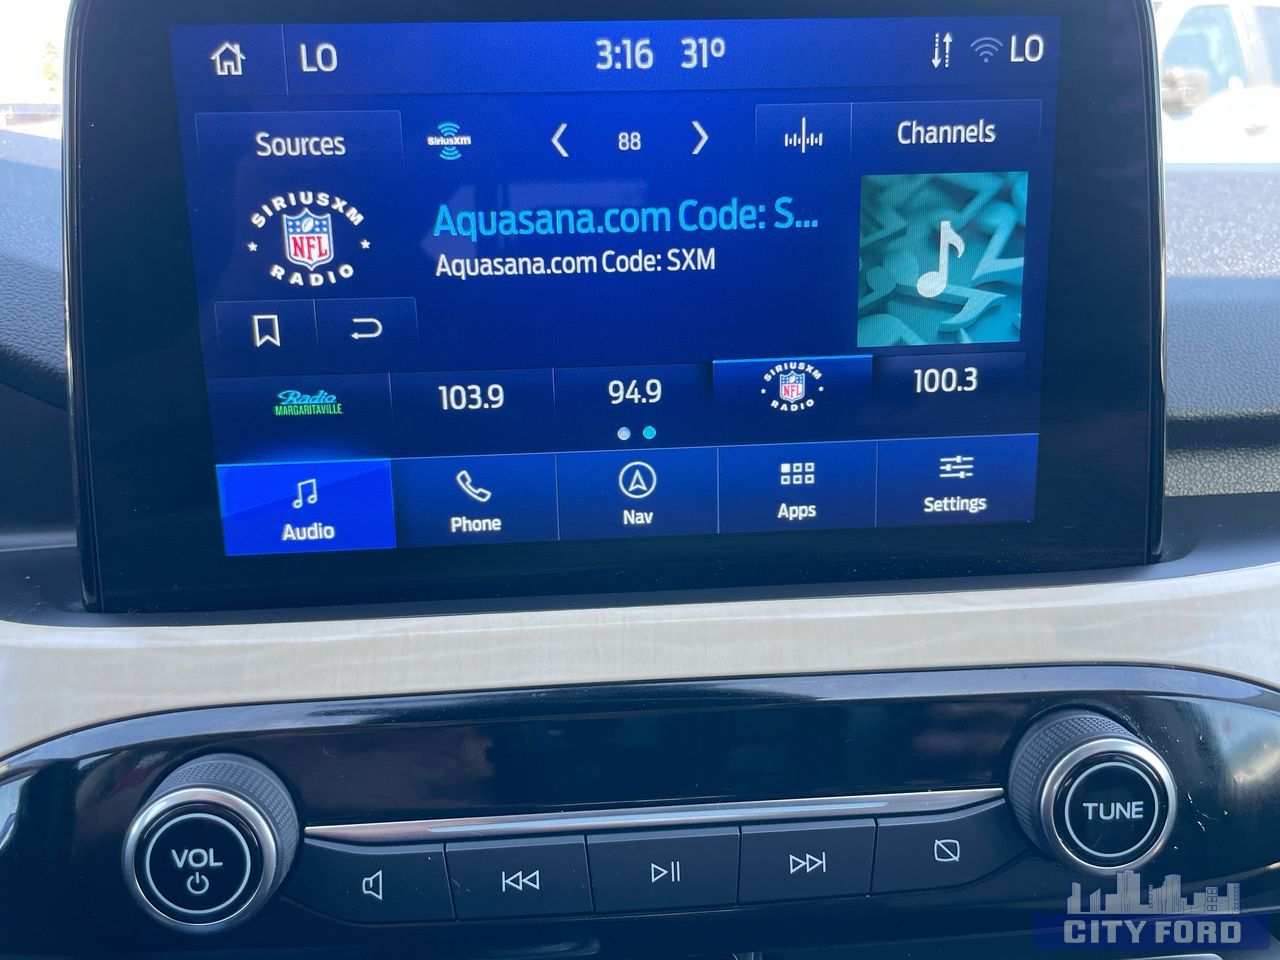 LO 3:16 31° LO
Sources SiriusXM 88 Channels
SIRIUSXM
NFL
RADIO
Aquasana.com Code: S...
Aquasana.com Code: SXM
Radio
MARGARITAVILLE
103.9 94.9
SIRIUSXM
NFL
RADIO
100.3
Audio Phone Nav Apps Settings
VOL
TUNE
CITY FORD